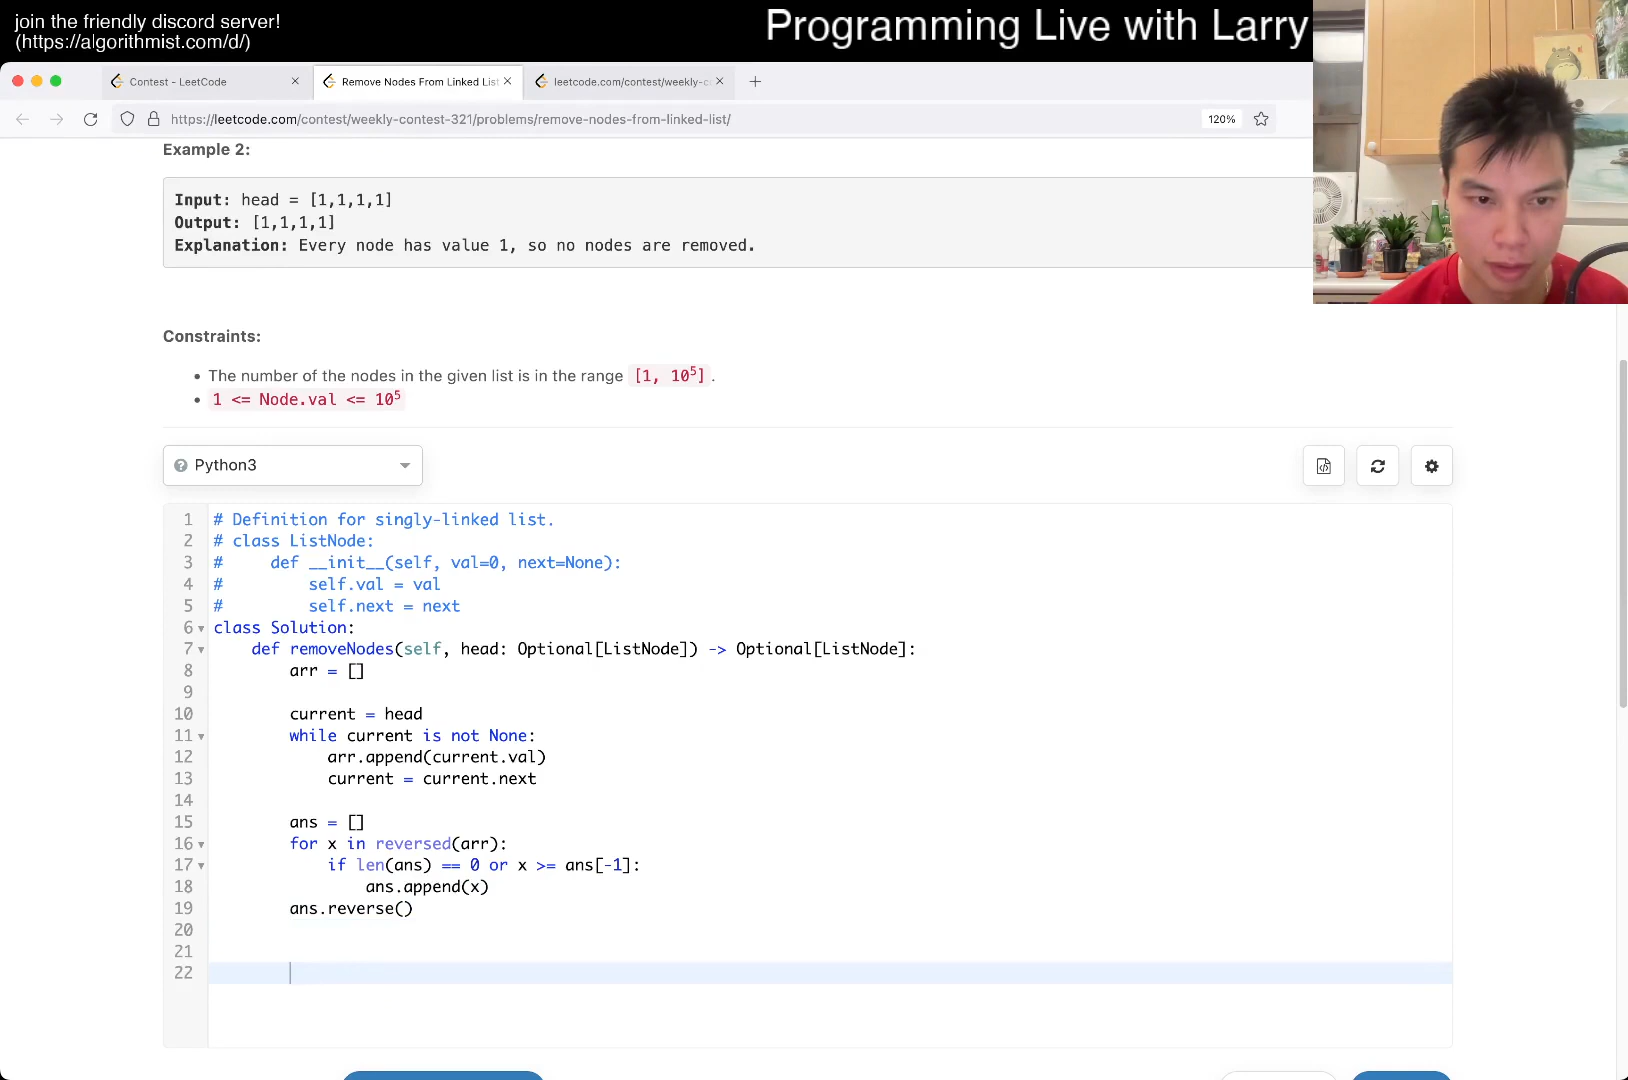 join the friendly discord server!
(https://algorithmist.com/d/)
Programming Live with Larry
Contest - LeetCode
Remove Nodes From Linked List
leetcode.com/contest/weekly-c
https://leetcode.com/contest/weekly-contest-321/problems/remove-nodes-from-linked-list/
120%
Example 2:
Input: head = [1,1,1,1]
Output: [1,1,1,1]
Explanation: Every node has value 1, so no nodes are removed.
Constraints:
• The number of the nodes in the given list is in the range [1, 10⁵] .
• 1 <= Node.val <= 10⁵
Python3
1 # Definition for singly-linked list.
2 # class ListNode:
3 #     def __init__(self, val=0, next=None):
4 #         self.val = val
5 #         self.next = next
6 class Solution:
7     def removeNodes(self, head: Optional[ListNode]) -> Optional[ListNode]:
8         arr = []
9
10         current = head
11         while current is not None:
12             arr.append(current.val)
13             current = current.next
14
15         ans = []
16         for x in reversed(arr):
17             if len(ans) == 0 or x >= ans[-1]:
18                 ans.append(x)
19         ans.reverse()
20
21
22